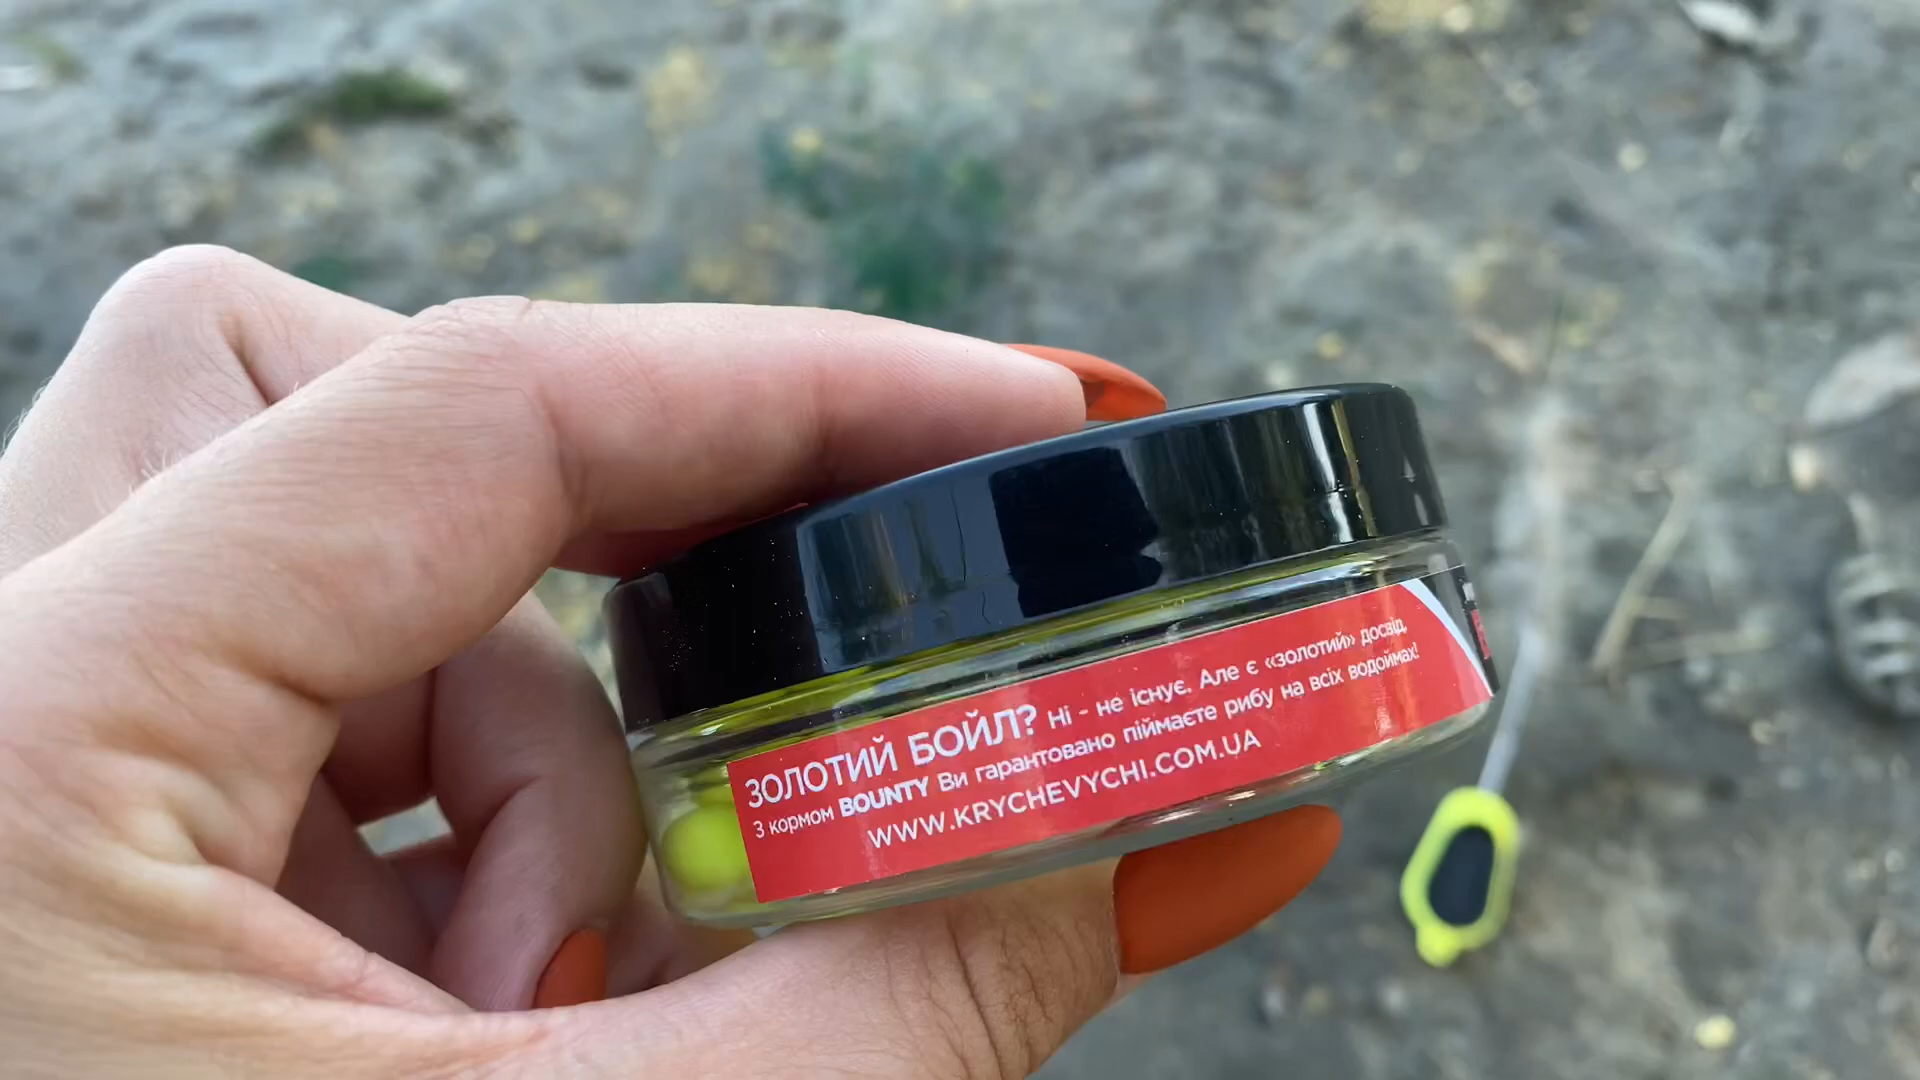 ЗОЛОТИЙ БОЙЛ? Ні - не існує. Але є «золотий» досвід.
З кормом BOUNTY Ви гарантовано піймаєте рибу на всіх водоймах!
WWW.KRYCHEVYCHI.COM.UA